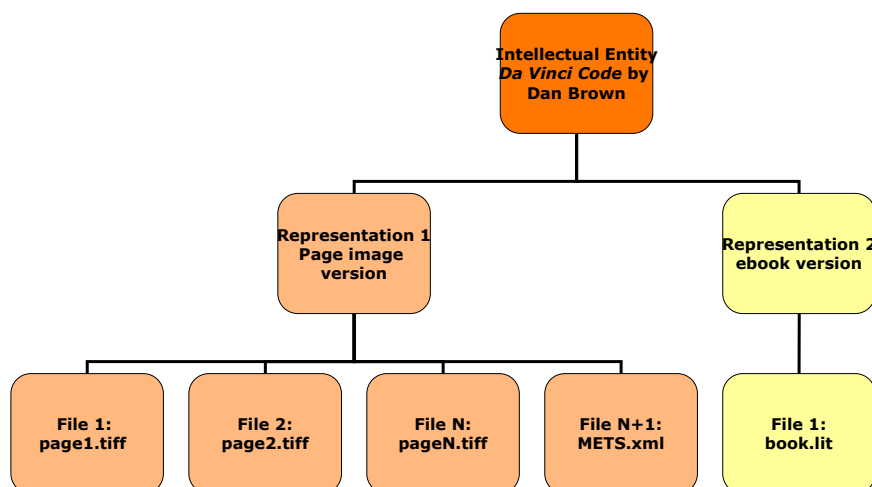 Intellectual Entity
Da Vinci Code by
Dan Brown
Representation 1
Page image
version
Representation 2
ebook version
File 1:
page1.tiff
File 2:
page2.tiff
File N:
pageN.tiff
File N+1:
METS.xml
File 1:
book.lit